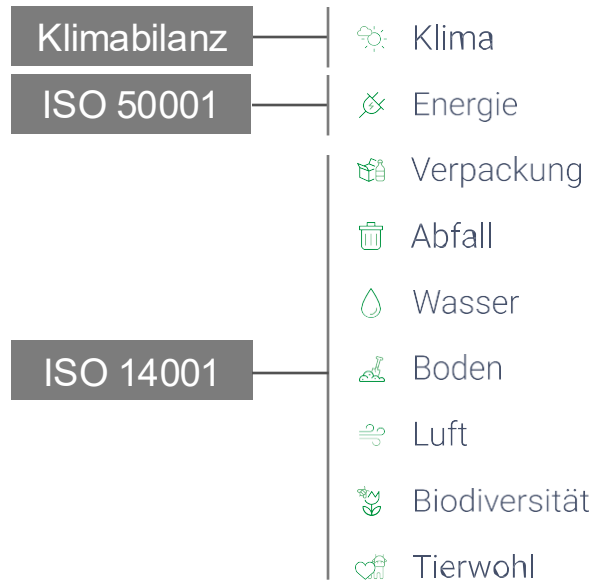 Klimabilanz
Klima
ISO 50001
Energie
Verpackung
Abfall
Wasser
ISO 14001
Boden
Luft
Biodiversität
Tierwohl